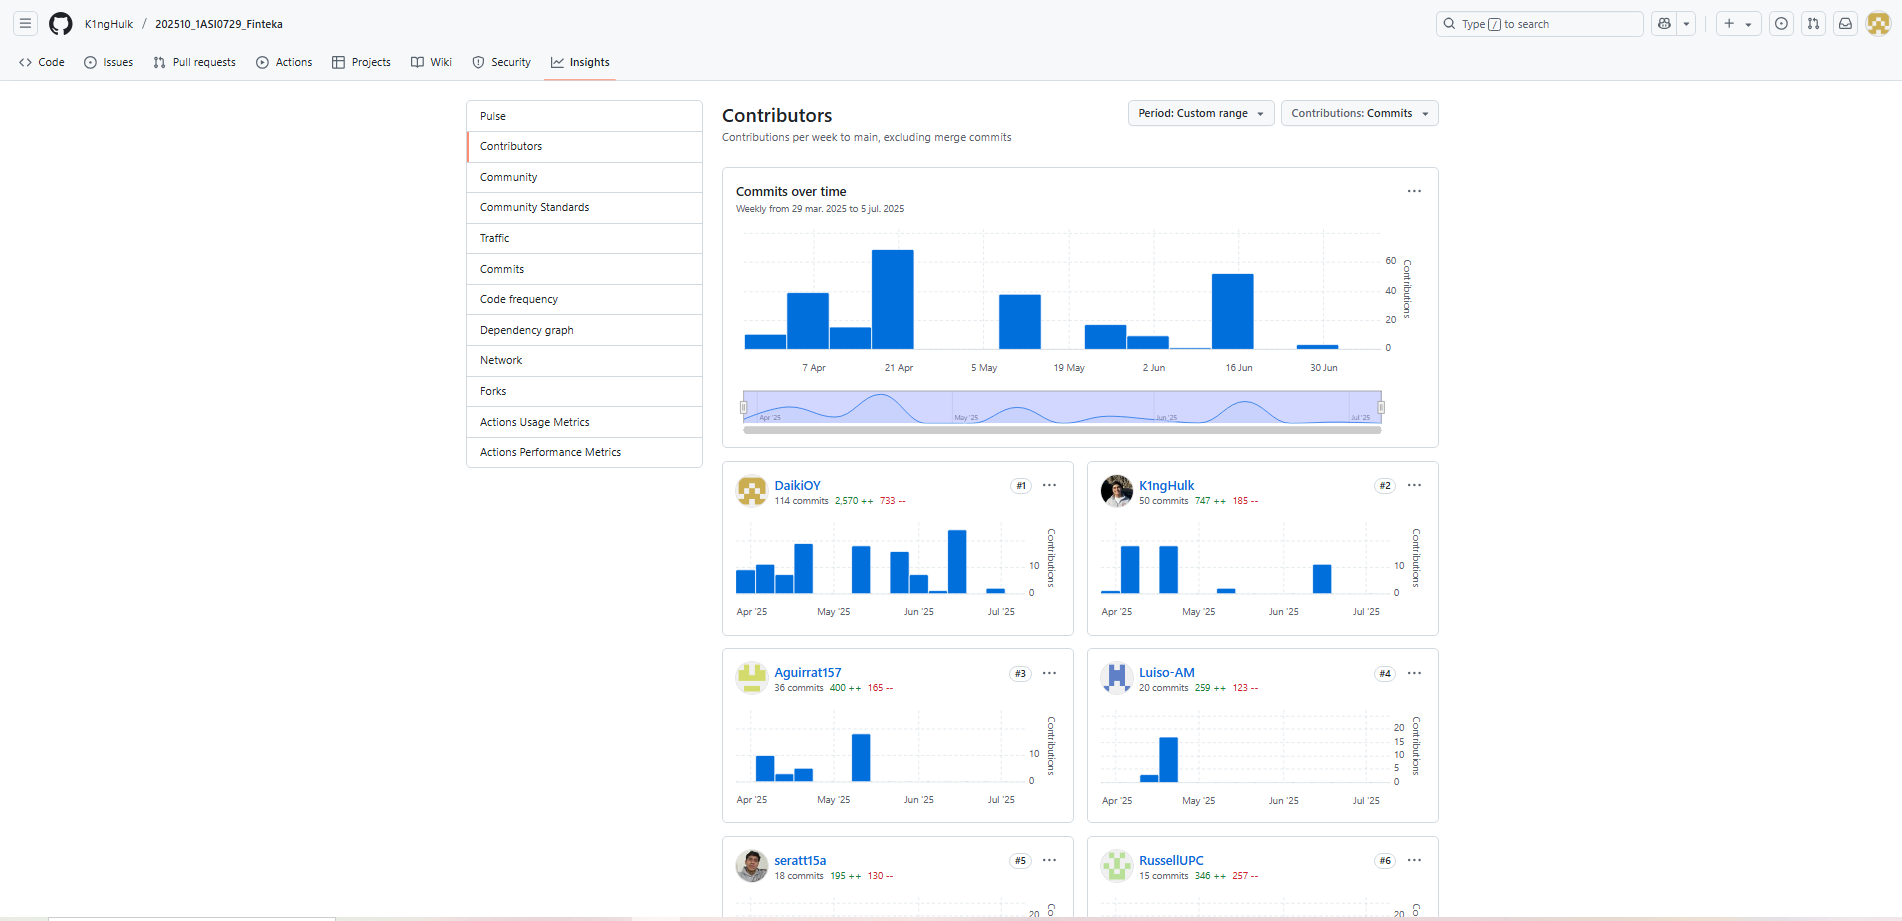 K1ngHulk / 202510_1ASI0729_Finteka
Type / to search
Code Issues Pull requests Actions Projects Wiki Security Insights
Pulse
Contributors
Community
Community Standards
Traffic
Commits
Code frequency
Dependency graph
Network
Forks
Actions Usage Metrics
Actions Performance Metrics
Contributors
Contributions per week to main, excluding merge commits
Period: Custom range
Contributions: Commits
Commits over time
Weekly from 29 mar. 2025 to 5 jul. 2025
60
40
20
0
Contributions
7 Apr 21 Apr 5 May 19 May 2 Jun 16 Jun 30 Jun
Apr '25 May '25 Jun '25 Jul '25
DaikiOY
#1
114 commits 2,570 ++ 733 --
10
0
Contributions
Apr '25 May '25 Jun '25 Jul '25
K1ngHulk
#2
50 commits 747 ++ 185 --
10
0
Contributions
Apr '25 May '25 Jun '25 Jul '25
Aguirrat157
#3
36 commits 400 ++ 165 --
10
0
Contributions
Apr '25 May '25 Jun '25 Jul '25
Luiso-AM
#4
20 commits 259 ++ 123 --
20
15
10
5
0
Contributions
Apr '25 May '25 Jun '25 Jul '25
seratt15a
#5
18 commits 195 ++ 130 --
20
RussellUPC
#6
15 commits 346 ++ 257 --
20